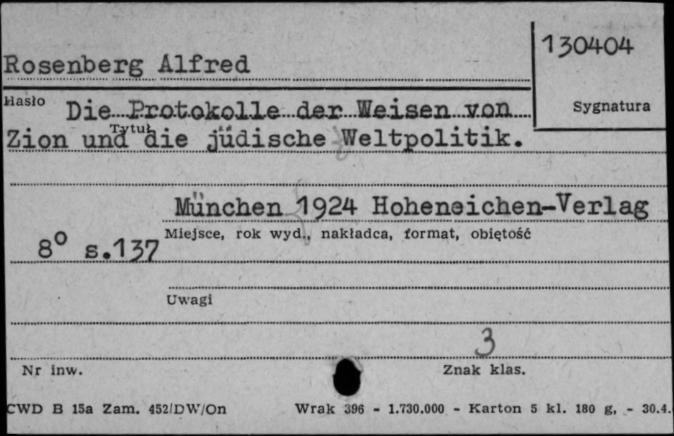 130404
Rosenberg Alfred
Hasło Die Protokolle der Weisen von
Sygnatura
Tytuł
Zion und die jüdische Weltpolitik.
München 1924 Hoheneichen-Verlag
Miejsce, rok wyd., nakładca, format, obiętość
8° s.137
Uwagi
3
Nr inw.
Znak klas.
CWD B 15a Zam. 452/DW/On Wrak 396 - 1.730.000 - Karton 5 kl. 180 g, - 30.4.